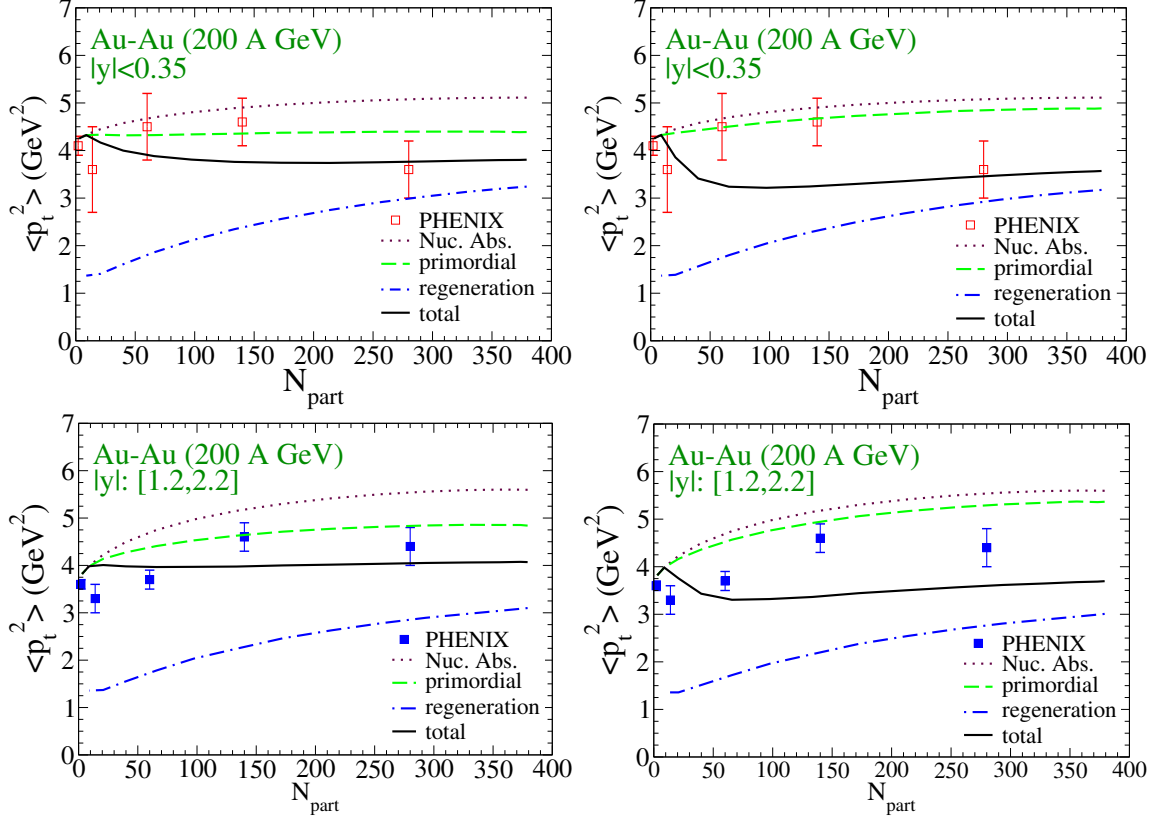 Au-Au (200 A GeV)
|y|<0.35
<p_t^2> (GeV^2)
7
6
5
4
3
2
1
0
PHENIX
Nuc. Abs.
primordial
regeneration
total
0 50 100 150 200 250 300 350 400
N_part
Au-Au (200 A GeV)
|y|<0.35
<p_t^2> (GeV^2)
7
6
5
4
3
2
1
0
PHENIX
Nuc. Abs.
primordial
regeneration
total
0 50 100 150 200 250 300 350 400
N_part
Au-Au (200 A GeV)
|y|: [1.2,2.2]
<p_t^2> (GeV^2)
7
6
5
4
3
2
1
0
PHENIX
Nuc. Abs.
primordial
regeneration
total
0 50 100 150 200 250 300 350 400
N_part
Au-Au (200 A GeV)
|y|: [1.2,2.2]
<p_t^2> (GeV^2)
7
6
5
4
3
2
1
0
PHENIX
Nuc. Abs.
primordial
regeneration
total
0 50 100 150 200 250 300 350 400
N_part